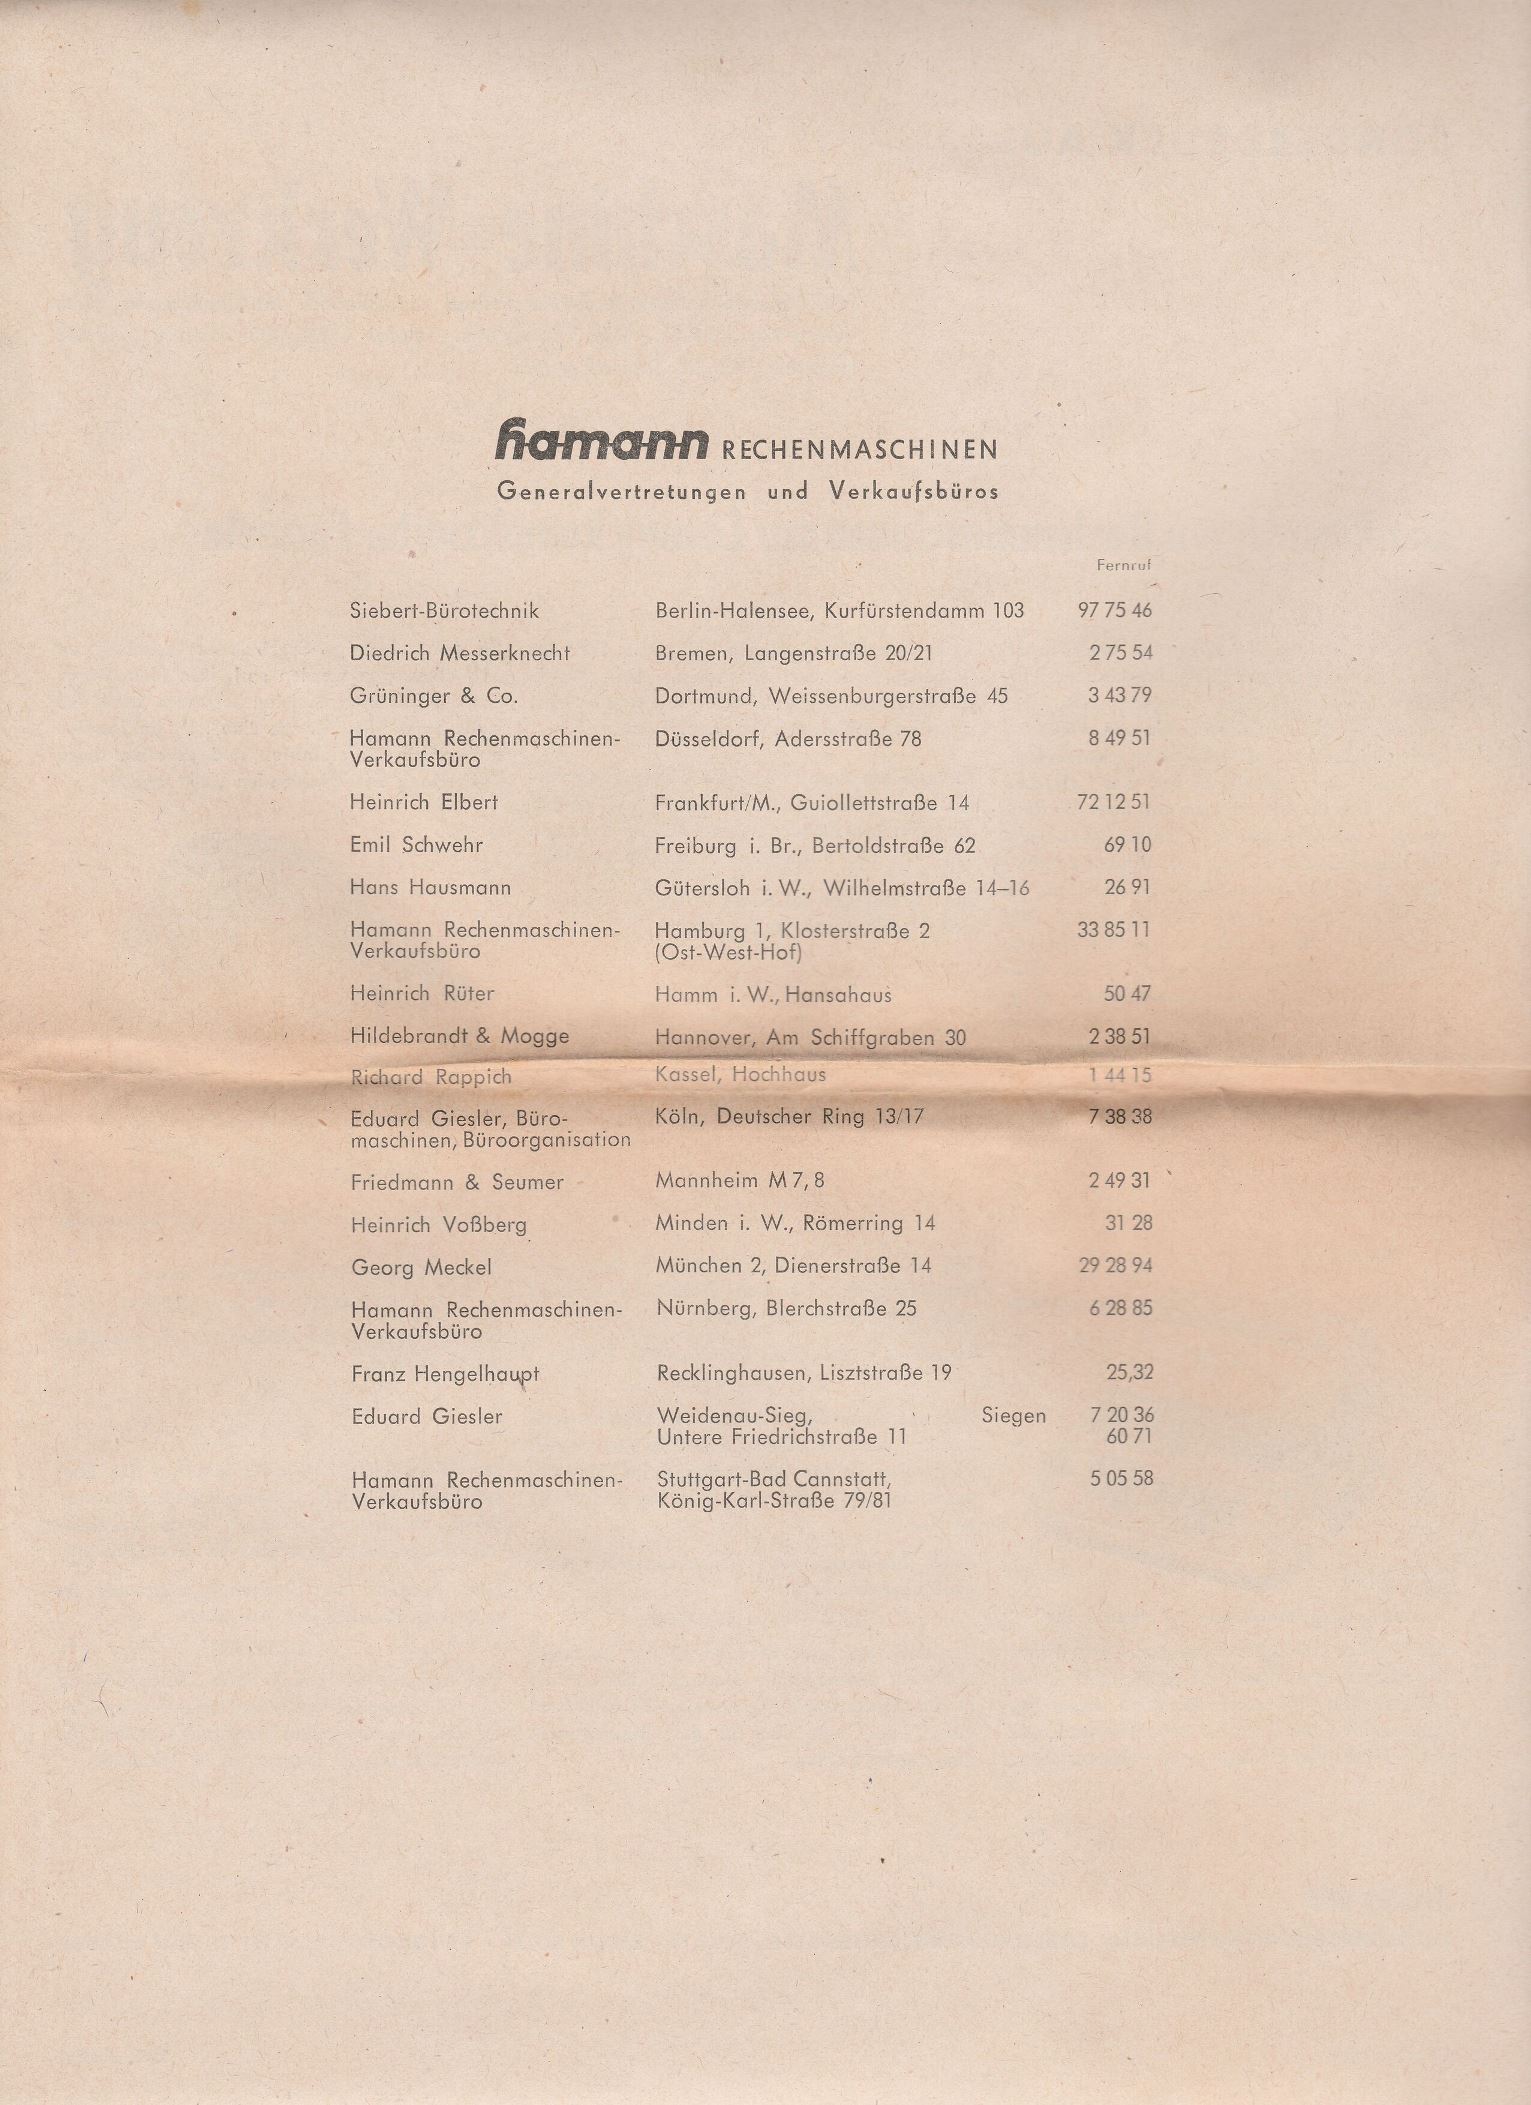 hamann RECHENMASCHINEN
Generalvertretungen und Verkaufsbüros
Fernruf
Siebert-Bürotechnik Berlin-Halensee, Kurfürstendamm 103 97 75 46
Diedrich Messerknecht Bremen, Langenstraße 20/21 2 75 54
Grüninger & Co. Dortmund, Weissenburgerstraße 45 3 43 79
Hamann Rechenmaschinen- Düsseldorf, Adersstraße 78 8 49 51
Verkaufsbüro
Heinrich Elbert Frankfurt/M., Guiollettstraße 14 72 12 51
Emil Schwehr Freiburg i. Br., Bertoldstraße 62 69 10
Hans Hausmann Gütersloh i. W., Wilhelmstraße 14–16 26 91
Hamann Rechenmaschinen- Hamburg 1, Klosterstraße 2 33 85 11
Verkaufsbüro (Ost-West-Hof)
Heinrich Rüter Hamm i. W., Hansahaus 50 47
Hildebrandt & Mogge Hannover, Am Schiffgraben 30 2 38 51
Richard Rappich Kassel, Hochhaus 1 44 15
Eduard Giesler, Büro- Köln, Deutscher Ring 13/17 7 38 38
maschinen, Büroorganisation
Friedmann & Seumer Mannheim M 7, 8 2 49 31
Heinrich Voßberg Minden i. W., Römerring 14 31 28
Georg Meckel München 2, Dienerstraße 14 29 28 94
Hamann Rechenmaschinen- Nürnberg, Blerchstraße 25 6 28 85
Verkaufsbüro
Franz Hengelhaupt Recklinghausen, Lisztstraße 19 25,32
Eduard Giesler Weidenau-Sieg, Siegen 7 20 36
Untere Friedrichstraße 11 60 71
Hamann Rechenmaschinen- Stuttgart-Bad Cannstatt, 5 05 58
Verkaufsbüro König-Karl-Straße 79/81